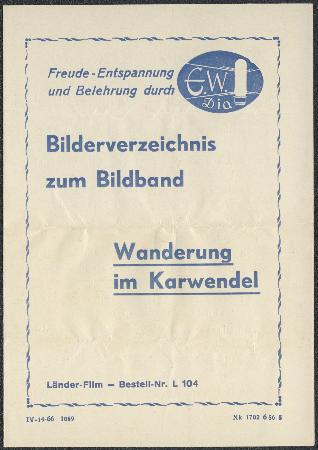 Freude - Entspannung
und Belehrung durch
C.W.
Dia
Bilderverzeichnis
zum Bildband
Wanderung
im Karwendel
Länder-Film — Bestell-Nr. L 104
IV-14-66 1089
Nk 1702 6 56 5